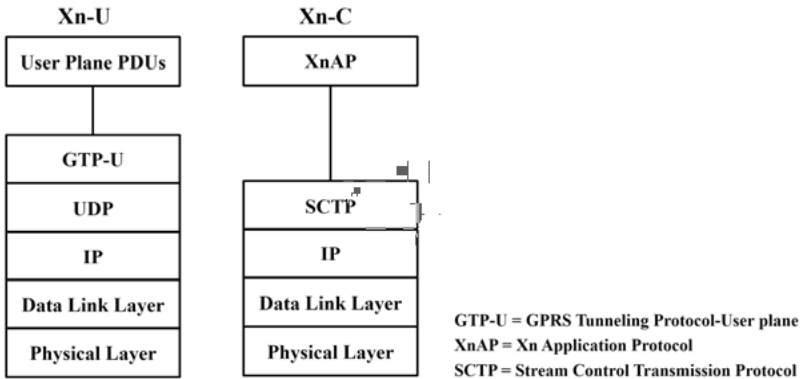 Xn-U
User Plane PDUs
GTP-U
UDP
IP
Data Link Layer
Physical Layer
Xn-C
XnAP
SCTP
IP
Data Link Layer
Physical Layer
GTP-U = GPRS Tunneling Protocol-User plane
XnAP = Xn Application Protocol
SCTP = Stream Control Transmission Protocol